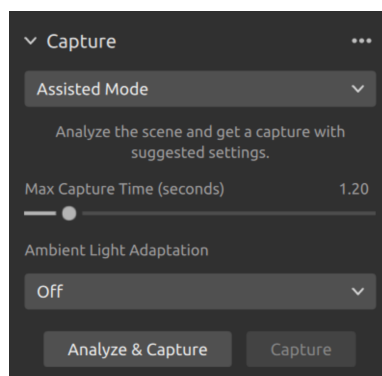 Capture
Assisted Mode
Analyze the scene and get a capture with
suggested settings.
Max Capture Time (seconds) 1.20
Ambient Light Adaptation
Off
Analyze & Capture Capture